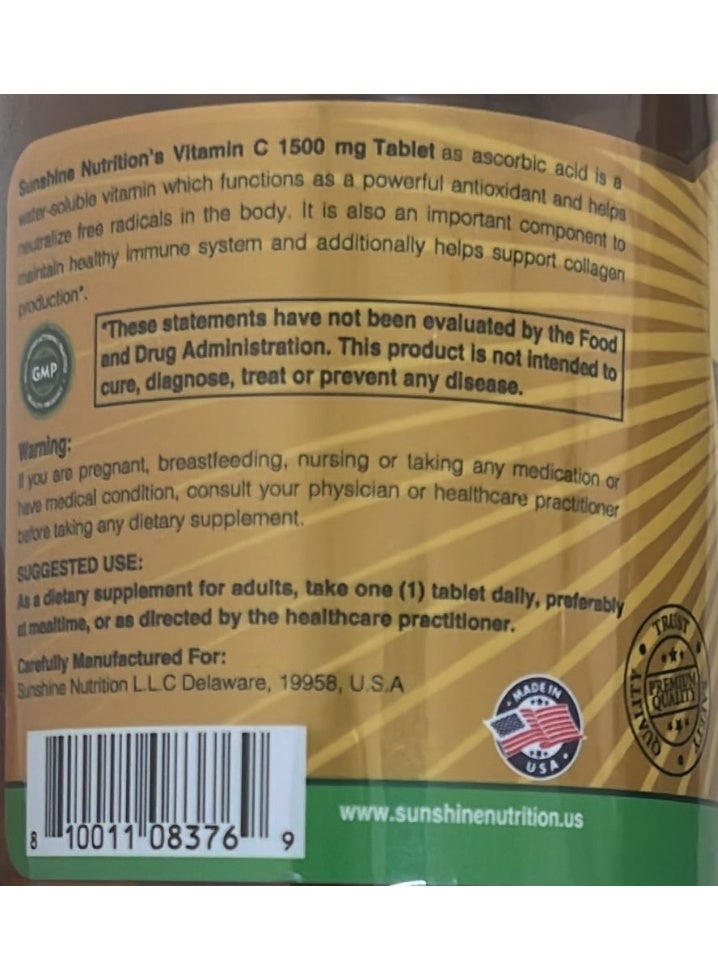 Sunshine Nutrition's Vitamin C 1500 mg Tablet as ascorbic acid is a
water-soluble vitamin which functions as a powerful antioxidant and helps
neutralize free radicals in the body. It is also an important component to
maintain healthy immune system and additionally helps support collagen
production*.
*These statements have not been evaluated by the Food
and Drug Administration. This product is not intended to
cure, diagnose, treat or prevent any disease.
GMP
Warning:
If you are pregnant, breastfeeding, nursing or taking any medication or
have medical condition, consult your physician or healthcare practitioner
before taking any dietary supplement.
SUGGESTED USE:
As a dietary supplement for adults, take one (1) tablet daily, preferably
at mealtime, or as directed by the healthcare practitioner.
Carefully Manufactured For:
Sunshine Nutrition L.L.C Delaware, 19958, U.S.A
MADE IN
USA
TRUST
PREMIUM
QUALITY
QUALITY
www.sunshinenutrition.us
8 10011 08376 9